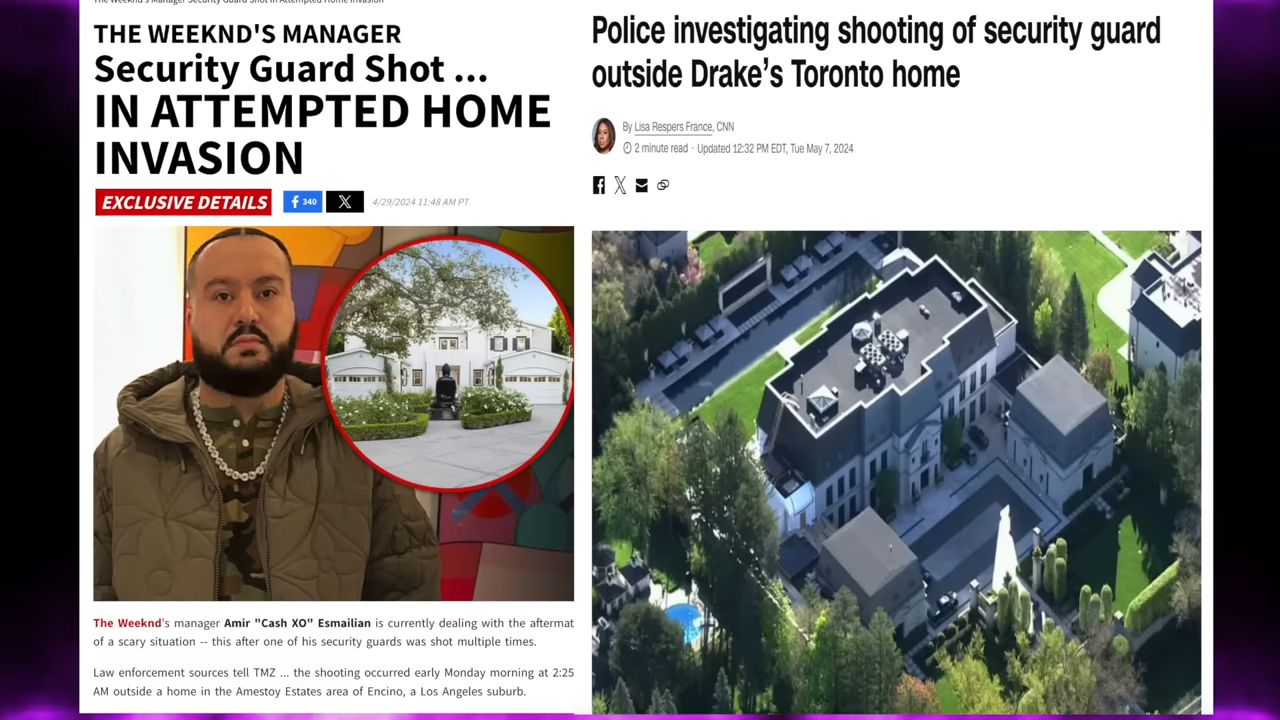 The Weeknd's Manager Security Guard Shot in Attempted Home Invasion
THE WEEKND'S MANAGER
Security Guard Shot ...
IN ATTEMPTED HOME
INVASION
EXCLUSIVE DETAILS
340
4/29/2024 11:48 AM PT
The Weeknd's manager Amir "Cash XO" Esmailian is currently dealing with the aftermat
of a scary situation -- this after one of his security guards was shot multiple times.
Law enforcement sources tell TMZ ... the shooting occurred early Monday morning at 2:25
AM outside a home in the Amestoy Estates area of Encino, a Los Angeles suburb.
Police investigating shooting of security guard
outside Drake's Toronto home
By Lisa Respers France, CNN
2 minute read · Updated 12:32 PM EDT, Tue May 7, 2024